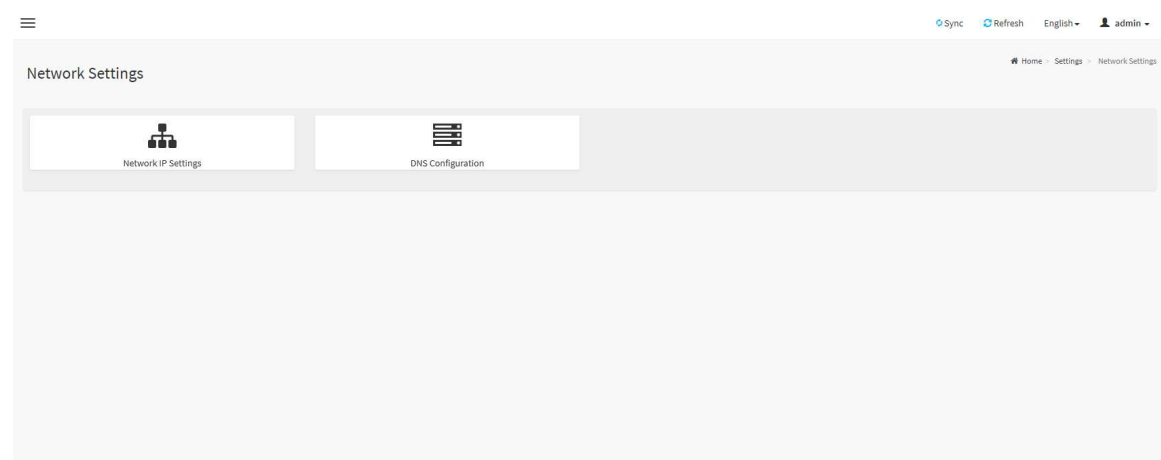 Sync Refresh English admin
Home > Settings > Network Settings
Network Settings
Network IP Settings DNS Configuration